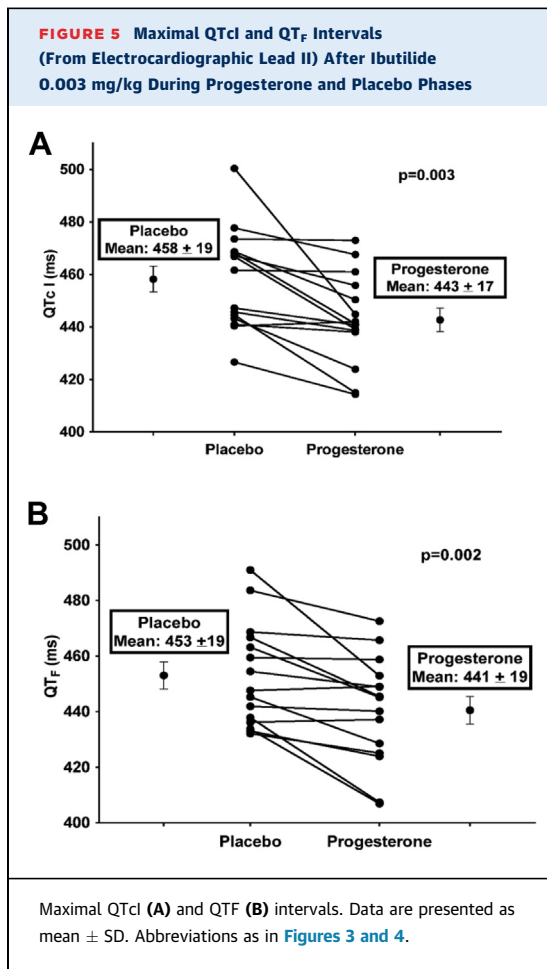 FIGURE 5 Maximal QTcI and QTF Intervals
(From Electrocardiographic Lead II) After Ibutilide
0.003 mg/kg During Progesterone and Placebo Phases
A
500
480
460
440
420
400
QTc I (ms)
p=0.003
Placebo
Mean: 458 ± 19
Progesterone
Mean: 443 ± 17
Placebo Progesterone
B
500
480
460
440
420
400
QTF (ms)
p=0.002
Placebo
Mean: 453 ±19
Progesterone
Mean: 441 ± 19
Placebo Progesterone
Maximal QTcI (A) and QTF (B) intervals. Data are presented as
mean ± SD. Abbreviations as in Figures 3 and 4.